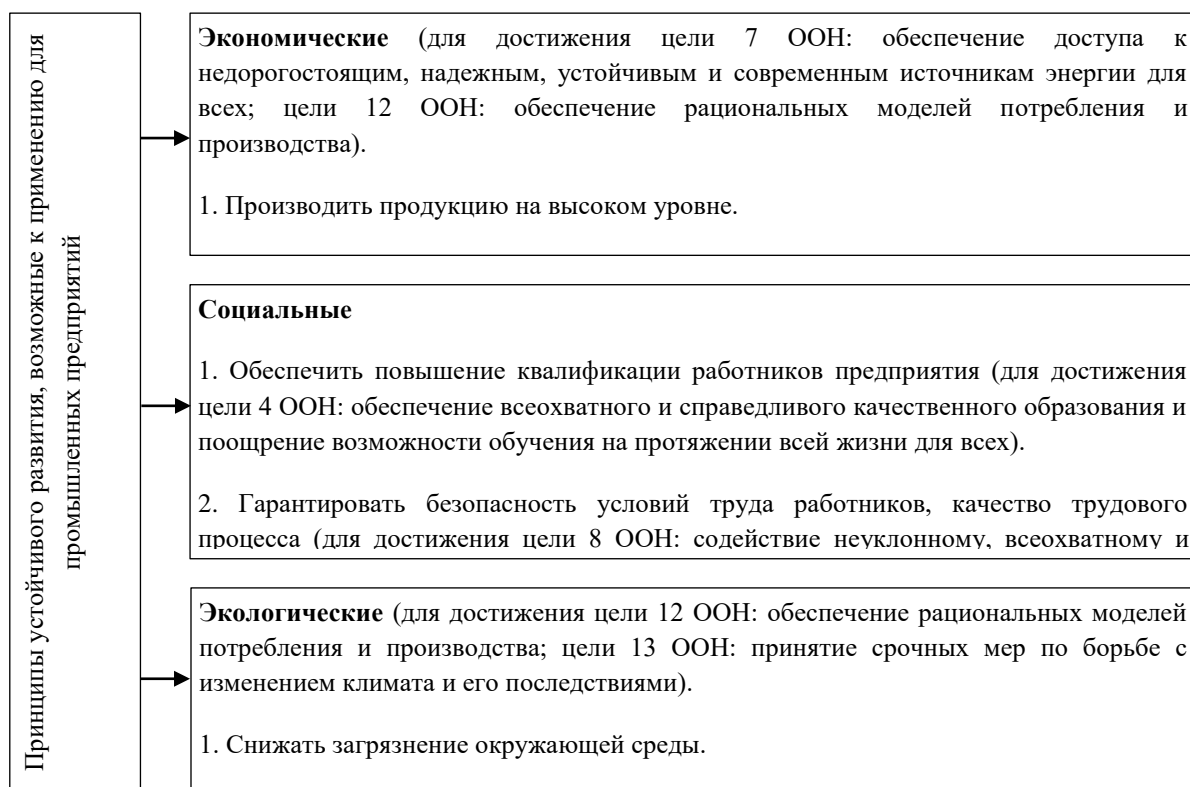 Принципы устойчивого развития, возможные к применению для
промышленных предприятий
Экономические (для достижения цели 7 ООН: обеспечение доступа к
недорогостоящим, надежным, устойчивым и современным источникам энергии для
всех; цели 12 ООН: обеспечение рациональных моделей потребления и
производства).
1. Производить продукцию на высоком уровне.
Социальные
1. Обеспечить повышение квалификации работников предприятия (для достижения
цели 4 ООН: обеспечение всеохватного и справедливого качественного образования и
поощрение возможности обучения на протяжении всей жизни для всех).
2. Гарантировать безопасность условий труда работников, качество трудового
процесса (для достижения цели 8 ООН: содействие неуклонному, всеохватному и
Экологические (для достижения цели 12 ООН: обеспечение рациональных моделей
потребления и производства; цели 13 ООН: принятие срочных мер по борьбе с
изменением климата и его последствиями).
1. Снижать загрязнение окружающей среды.